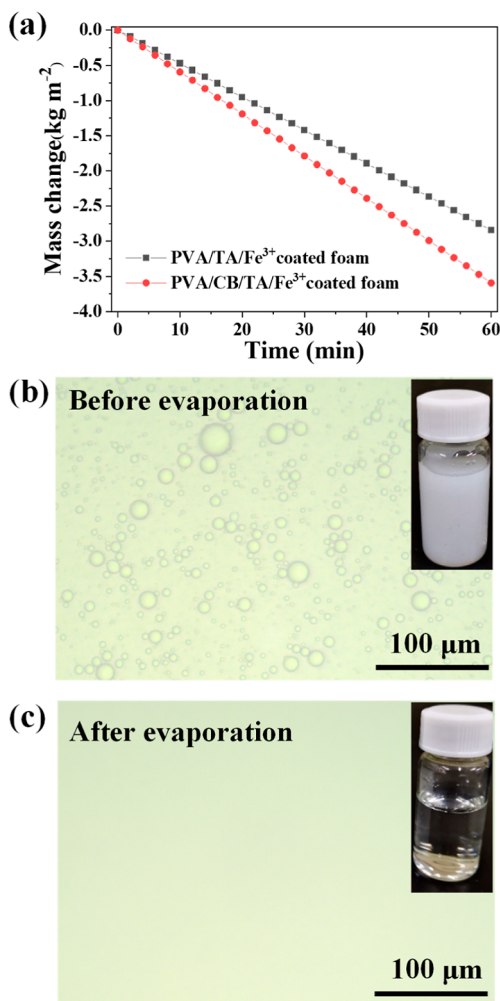 (a)
0.0
-0.5
-1.0
-1.5
-2.0
-2.5
-3.0
-3.5
-4.0
Mass change(kg m⁻²)
PVA/TA/Fe³⁺coated foam
PVA/CB/TA/Fe³⁺coated foam
0 10 20 30 40 50 60
Time (min)
(b)
Before evaporation
100 μm
(c)
After evaporation
100 μm